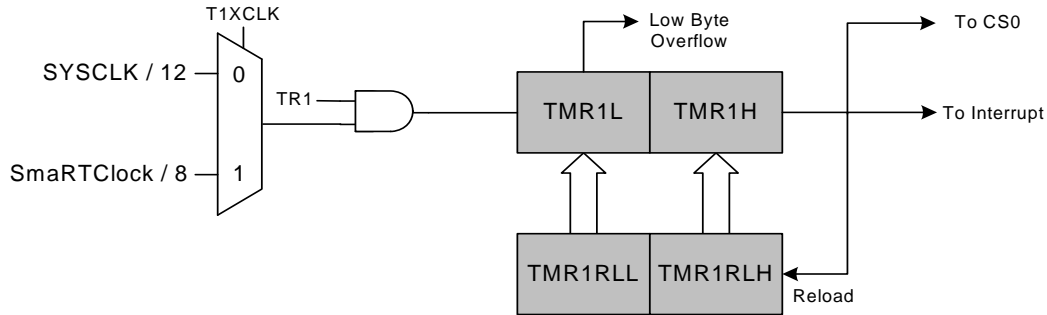 T1XCLK
Low Byte
Overflow
To CS0
SYSCLK / 12
0
TR1
TMR1L
TMR1H
To Interrupt
SmaRTClock / 8
1
TMR1RLL
TMR1RLH
Reload